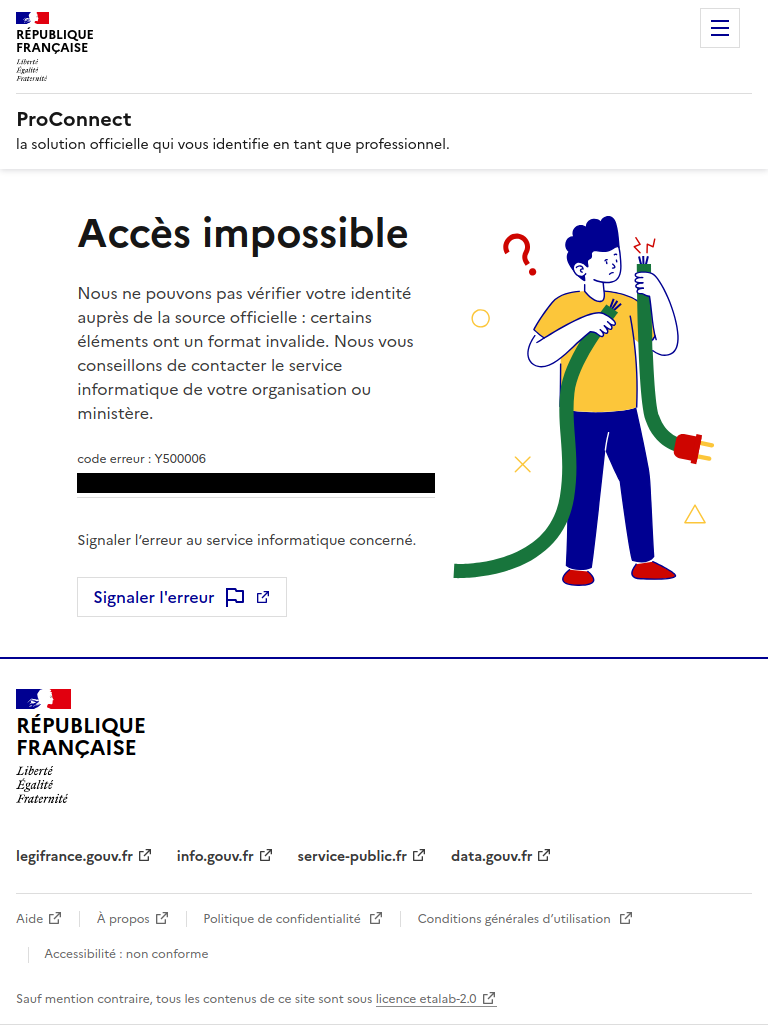 RÉPUBLIQUE
FRANÇAISE
Liberté
Égalité
Fraternité
ProConnect
la solution officielle qui vous identifie en tant que professionnel.
Accès impossible
Nous ne pouvons pas vérifier votre identité
auprès de la source officielle : certains
éléments ont un format invalide. Nous vous
conseillons de contacter le service
informatique de votre organisation ou
ministère.
code erreur : Y500006
Signaler l’erreur au service informatique concerné.
Signaler l'erreur
RÉPUBLIQUE
FRANÇAISE
Liberté
Égalité
Fraternité
legifrance.gouv.fr info.gouv.fr service-public.fr data.gouv.fr
Aide À propos Politique de confidentialité Conditions générales d’utilisation
Accessibilité : non conforme
Sauf mention contraire, tous les contenus de ce site sont sous licence etalab-2.0